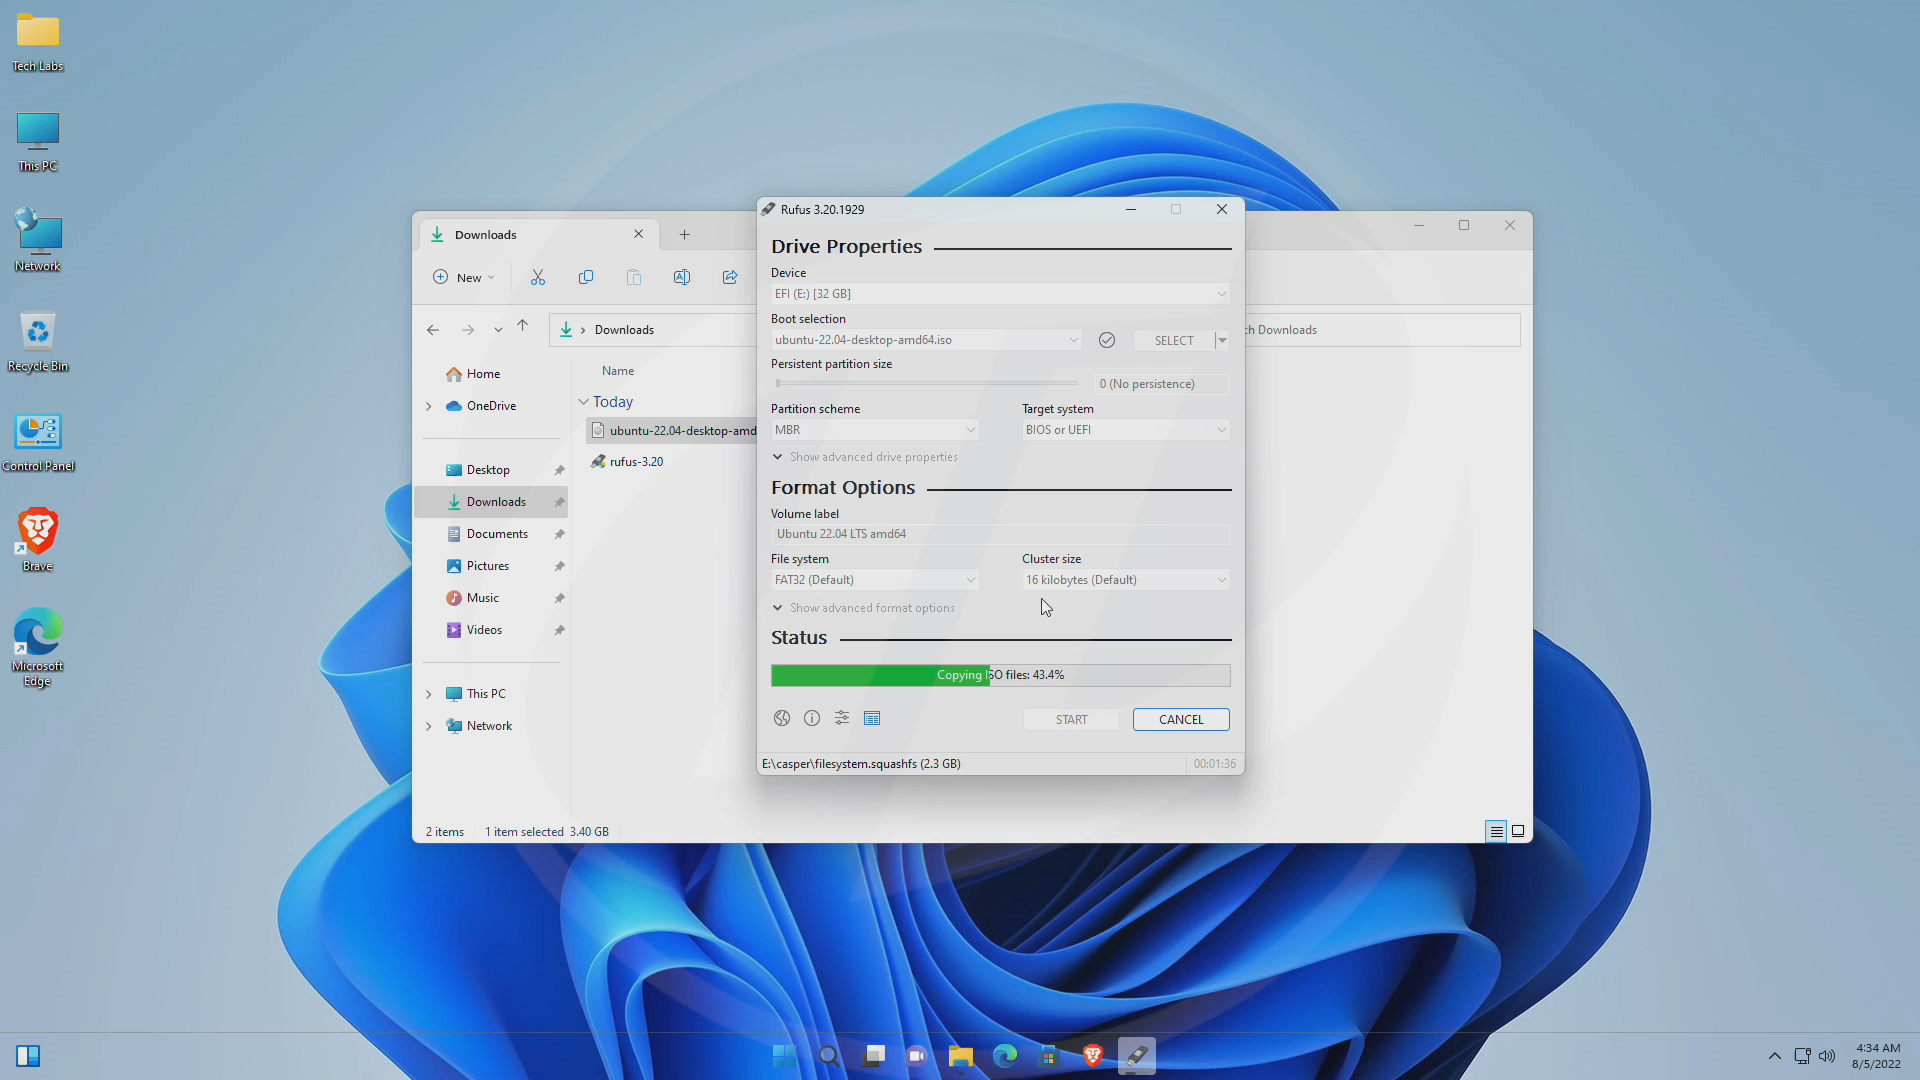 Tech Labs
This PC
Network
Recycle Bin
Control Panel
Brave
Microsoft
Edge
Downloads
New
Downloads
ch Downloads
Home
OneDrive
Desktop
Downloads
Documents
Pictures
Music
Videos
This PC
Network
Name
Today
ubuntu-22.04-desktop-amd
rufus-3.20
2 items
1 item selected 3.40 GB
Rufus 3.20.1929
Drive Properties
Device
EFI (E:) [32 GB]
Boot selection
ubuntu-22.04-desktop-amd64.iso
SELECT
Persistent partition size
0 (No persistence)
Partition scheme
Target system
MBR
BIOS or UEFI
Show advanced drive properties
Format Options
Volume label
Ubuntu 22.04 LTS amd64
File system
Cluster size
FAT32 (Default)
16 kilobytes (Default)
Show advanced format options
Status
Copying ISO files: 43.4%
START
CANCEL
E:\casper\filesystem.squashfs (2.3 GB)
00:01:36
4:34 AM
8/5/2022